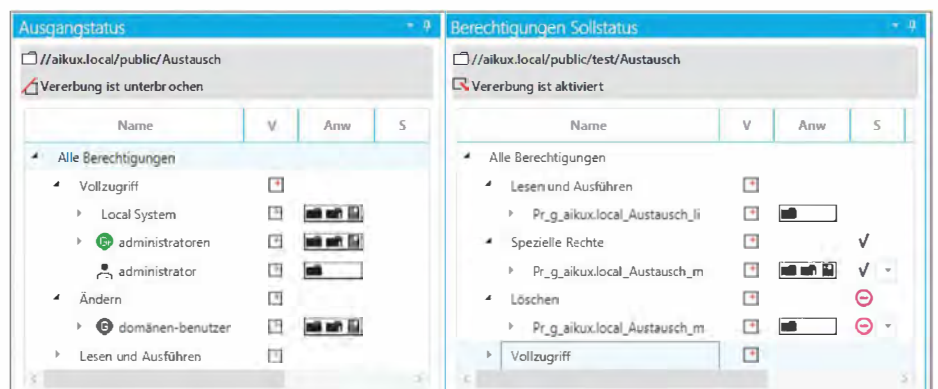 Ausgangstatus
//aikux.local/public/Austausch
Vererbung ist unterbrochen
Name V Anw S
Alle Berechtigungen
Vollzugriff
Local System
administratoren
administrator
Ändern
G domänen-benutzer
Lesen und Ausführen
Berechtigungen Sollstatus
//aikux.local/public/test/Austausch
Vererbung ist aktiviert
Name V Anw S
Alle Berechtigungen
Lesen und Ausführen
Pr_g_aikux.local_Austausch_li
Spezielle Rechte
Pr_g_aikux.local_Austausch_m
Löschen
Pr_g_aikux.local_Austausch_m
Vollzugriff